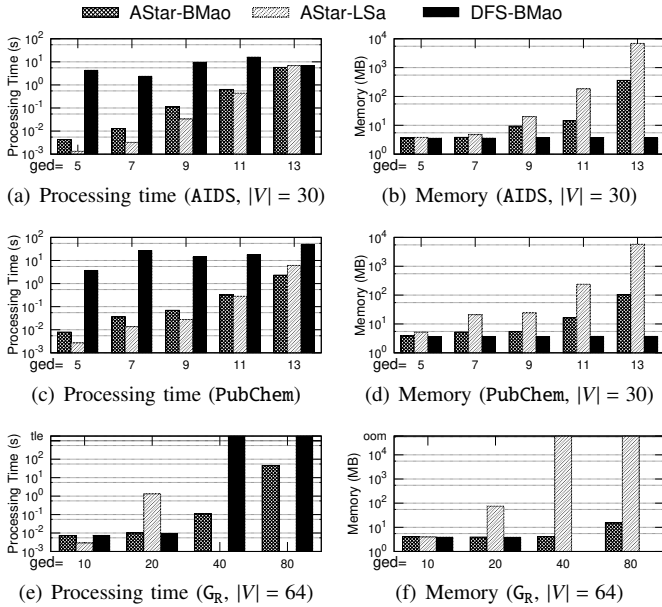 AStar-BMao AStar-LSa DFS-BMao
Processing Time (s)
10^2
10^1
10^0
10^-1
10^-2
10^-3
ged= 5 7 9 11 13
(a) Processing time (AIDS, |V| = 30)
Memory (MB)
10^4
10^3
10^2
10^1
10^0
ged= 5 7 9 11 13
(b) Memory (AIDS, |V| = 30)
Processing Time (s)
10^2
10^1
10^0
10^-1
10^-2
10^-3
ged= 5 7 9 11 13
(c) Processing time (PubChem)
Memory (MB)
10^4
10^3
10^2
10^1
10^0
ged= 5 7 9 11 13
(d) Memory (PubChem, |V| = 30)
Processing Time (s)
tle
10^2
10^1
10^0
10^-1
10^-2
10^-3
ged= 10 20 40 80
(e) Processing time (G_R, |V| = 64)
Memory (MB)
oom
10^4
10^3
10^2
10^1
10^0
ged= 10 20 40 80
(f) Memory (G_R, |V| = 64)